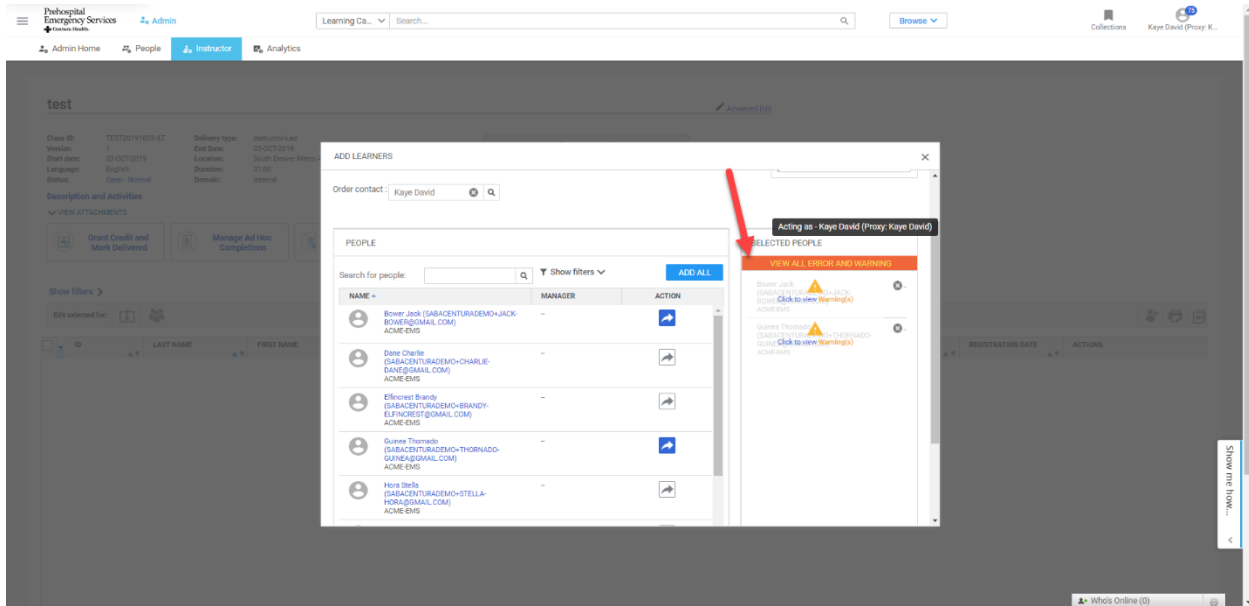 Prehospital
Emergency Services
Centura Health.
Admin
Learning Ca...
Search...
Browse
Collections
75
Kaye David (Proxy: K...
Admin Home
People
Instructor
Analytics
test
Advanced Edit
Class ID: TEST20191003-ILT
Delivery type: Instructor-Led
Version: 1
End Date: 03-OCT-2019
Start date: 03-OCT-2019
Location: South Denver Metro A
Language: English
Duration: 01:00
Status: Open - Normal
Domain: Internal
Description and Activities
VIEW ATTACHMENTS
Grant Credit and
Mark Delivered
Manage Ad Hoc
Completions
Show filters
Edit selected for:
ID
LAST NAME
FIRST NAME
REGISTRATION DATE
ACTIONS
ADD LEARNERS
Order contact :
Kaye David
Acting as - Kaye David (Proxy: Kaye David)
PEOPLE
Search for people:
Show filters
ADD ALL
NAME
MANAGER
ACTION
Bower Jack (SABACENTURADEMO+JACK-
BOWER@GMAIL.COM)
ACME-EMS
–
Dane Charlie
(SABACENTURADEMO+CHARLIE-
DANE@GMAIL.COM)
ACME-EMS
–
Elfincrest Brandy
(SABACENTURADEMO+BRANDY-
ELFINCREST@GMAIL.COM)
ACME-EMS
–
Guinea Thornado
(SABACENTURADEMO+THORNADO-
GUINEA@GMAIL.COM)
ACME-EMS
–
Hora Stella
(SABACENTURADEMO+STELLA-
HORA@GMAIL.COM)
ACME-EMS
–
SELECTED PEOPLE
VIEW ALL ERROR AND WARNING
Bower Jack
Click to view Warning(s)
ACME-EMS
Guinea Thornado
Click to view Warning(s)
ACME-EMS
Show me how...
Who's Online (0)